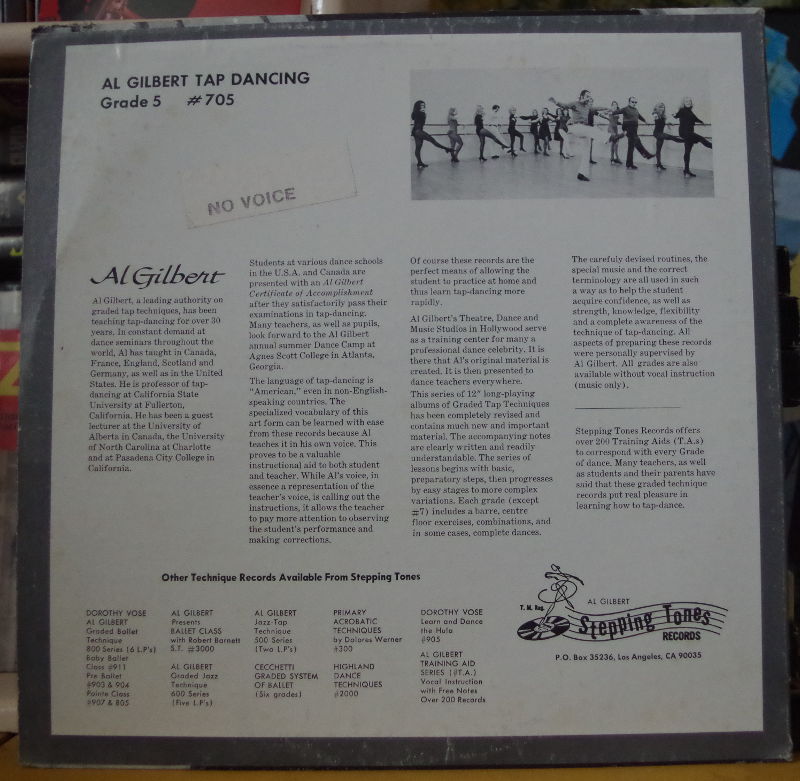 AL GILBERT TAP DANCING
Grade 5 #705
NO VOICE
Al Gilbert
Al Gilbert, a leading authority on
graded tap techniques, has been
teaching tap-dancing for over 30
years. In constant demand at
dance seminars throughout the
world, Al has taught in Canada,
France, England, Scotland and
Germany, as well as in the United
States. He is professor of tap-
dancing at California State
University at Fullerton,
California. He has been a guest
lecturer at the University of
Alberta in Canada, the University
of North Carolina at Charlotte
and at Pasadena City College in
California.
Students at various dance schools
in the U.S.A. and Canada are
presented with an Al Gilbert
Certificate of Accomplishment
after they satisfactorily pass their
examinations in tap-dancing.
Many teachers, as well as pupils,
look forward to the Al Gilbert
annual summer Dance Camp at
Agnes Scott College in Atlanta,
Georgia.
The language of tap-dancing is
"American," even in non-English-
speaking countries. The
specialized vocabulary of this
art form can be learned with ease
from these records because Al
teaches it in his own voice. This
proves to be a valuable
instructional aid to both student
and teacher. While Al's voice, in
essence a representation of the
teacher's voice, is calling out the
instructions, it allows the teacher
to pay more attention to observing
the student's performance and
making corrections.
Of course these records are the
perfect means of allowing the
student to practice at home and
thus learn tap-dancing more
rapidly.
Al Gilbert's Theatre, Dance and
Music Studios in Hollywood serve
as a training center for many a
professional dance celebrity. It is
there that Al's original material is
created. It is then presented to
dance teachers everywhere.
This series of 12" long-playing
albums of Graded Tap Techniques
has been completely revised and
contains much new and important
material. The accompanying notes
are clearly written and readily
understandable. The series of
lessons begins with basic,
preparatory steps, then progresses
by easy stages to more complex
variations. Each grade (except
#7) includes a barre, centre
floor exercises, combinations, and
in some cases, complete dances.
The carefuly devised routines, the
special music and the correct
terminology are all used in such
a way as to help the student
acquire confidence, as well as
strength, knowledge, flexibility
and a complete awareness of the
technique of tap-dancing. All
aspects of preparing these records
were personally supervised by
Al Gilbert. All grades are also
available without vocal instruction
(music only).
Stepping Tones Records offers
over 200 Training Aids (T.A.s)
to correspond with every Grade
of dance. Many teachers, as well
as students and their parents have
said that these graded technique
records put real pleasure in
learning how to tap-dance.
Other Technique Records Available From Stepping Tones
DOROTHY VOSE
AL GILBERT
Graded Ballet
Technique
800 Series (6 L.P's)
Baby Ballet
Class #911
Pre Ballet
#903 & 904
Pointe Class
#907 & 805
AL GILBERT
Presents
BALLET CLASS
with Robert Barnett
S.T. #3000
AL GILBERT
Graded Jazz
Technique
600 Series
(Five L.P's)
AL GILBERT
Jazz-Tap
Technique
500 Series
(Two L.P's)
CECCHETTI
GRADED SYSTEM
OF BALLET
(Six grades)
PRIMARY
ACROBATIC
TECHNIQUES
by Dolores Werner
#300
HIGHLAND
DANCE
TECHNIQUES
#2000
DOROTHY VOSE
Learn and Dance
the Hula
#905
AL GILBERT
TRAINING AID
SERIES (#T.A.)
Vocal Instruction
with Free Notes
Over 200 Records
T. M. Reg.
AL GILBERT
Stepping Tones
RECORDS
P.O. Box 35236, Los Angeles, CA 90035